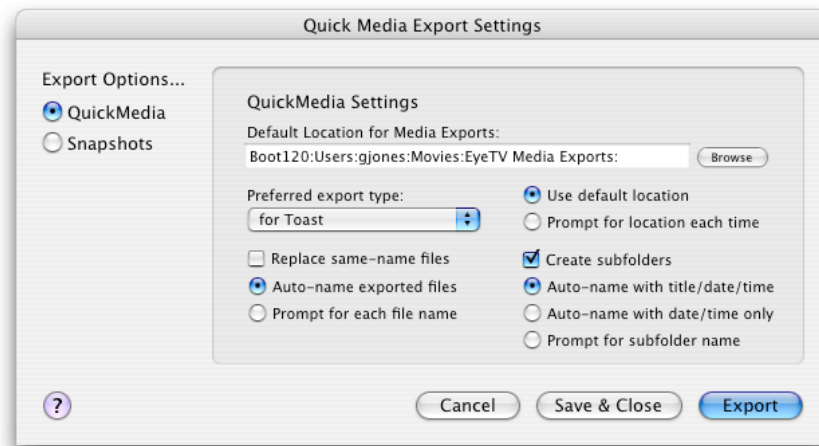 Quick Media Export Settings
Export Options...
QuickMedia
Snapshots
QuickMedia Settings
Default Location for Media Exports:
Boot120:Users:gjones:Movies:EyeTV Media Exports:
Browse
Preferred export type:
for Toast
Use default location
Prompt for location each time
Replace same-name files
Auto-name exported files
Prompt for each file name
Create subfolders
Auto-name with title/date/time
Auto-name with date/time only
Prompt for subfolder name
?
Cancel
Save & Close
Export